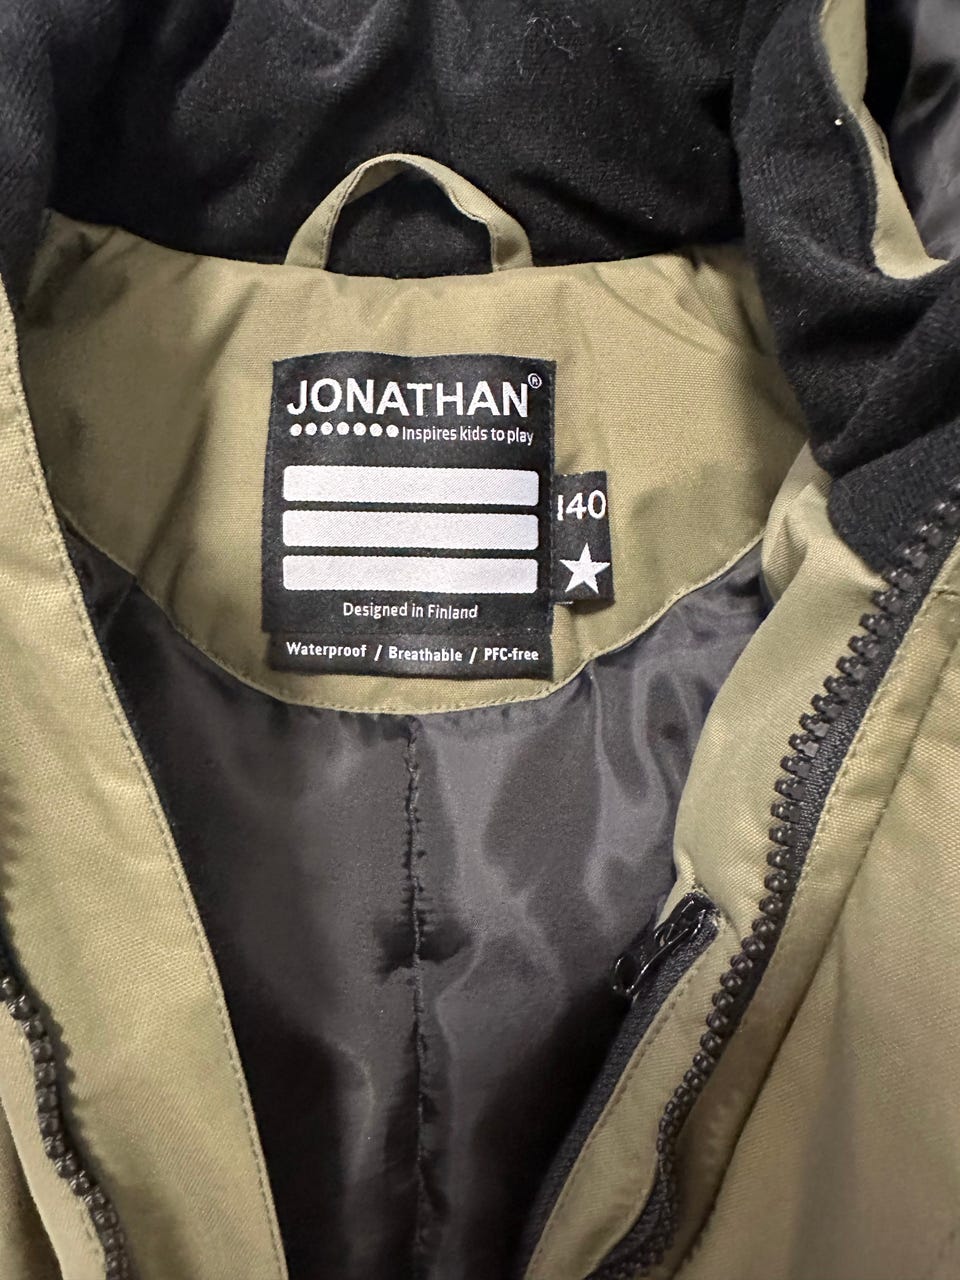 JONATHAN®
Inspires kids to play
140
Designed in Finland
Waterproof / Breathable / PFC-free